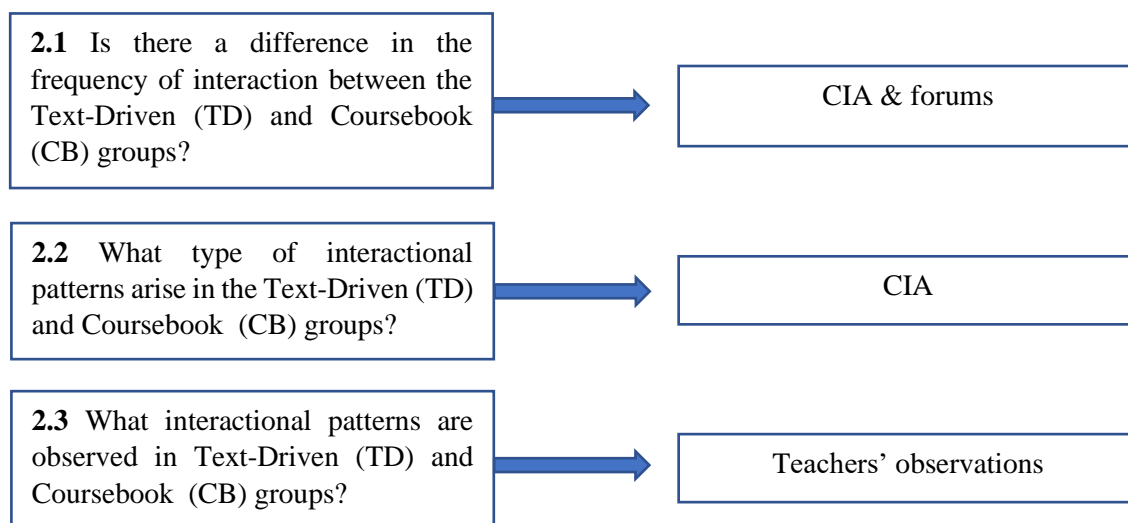 2.1 Is there a difference in the
frequency of interaction between the
Text-Driven (TD) and Coursebook
(CB) groups?
CIA & forums
2.2 What type of interactional
patterns arise in the Text-Driven (TD)
and Coursebook (CB) groups?
CIA
2.3 What interactional patterns are
observed in Text-Driven (TD) and
Coursebook (CB) groups?
Teachers’ observations